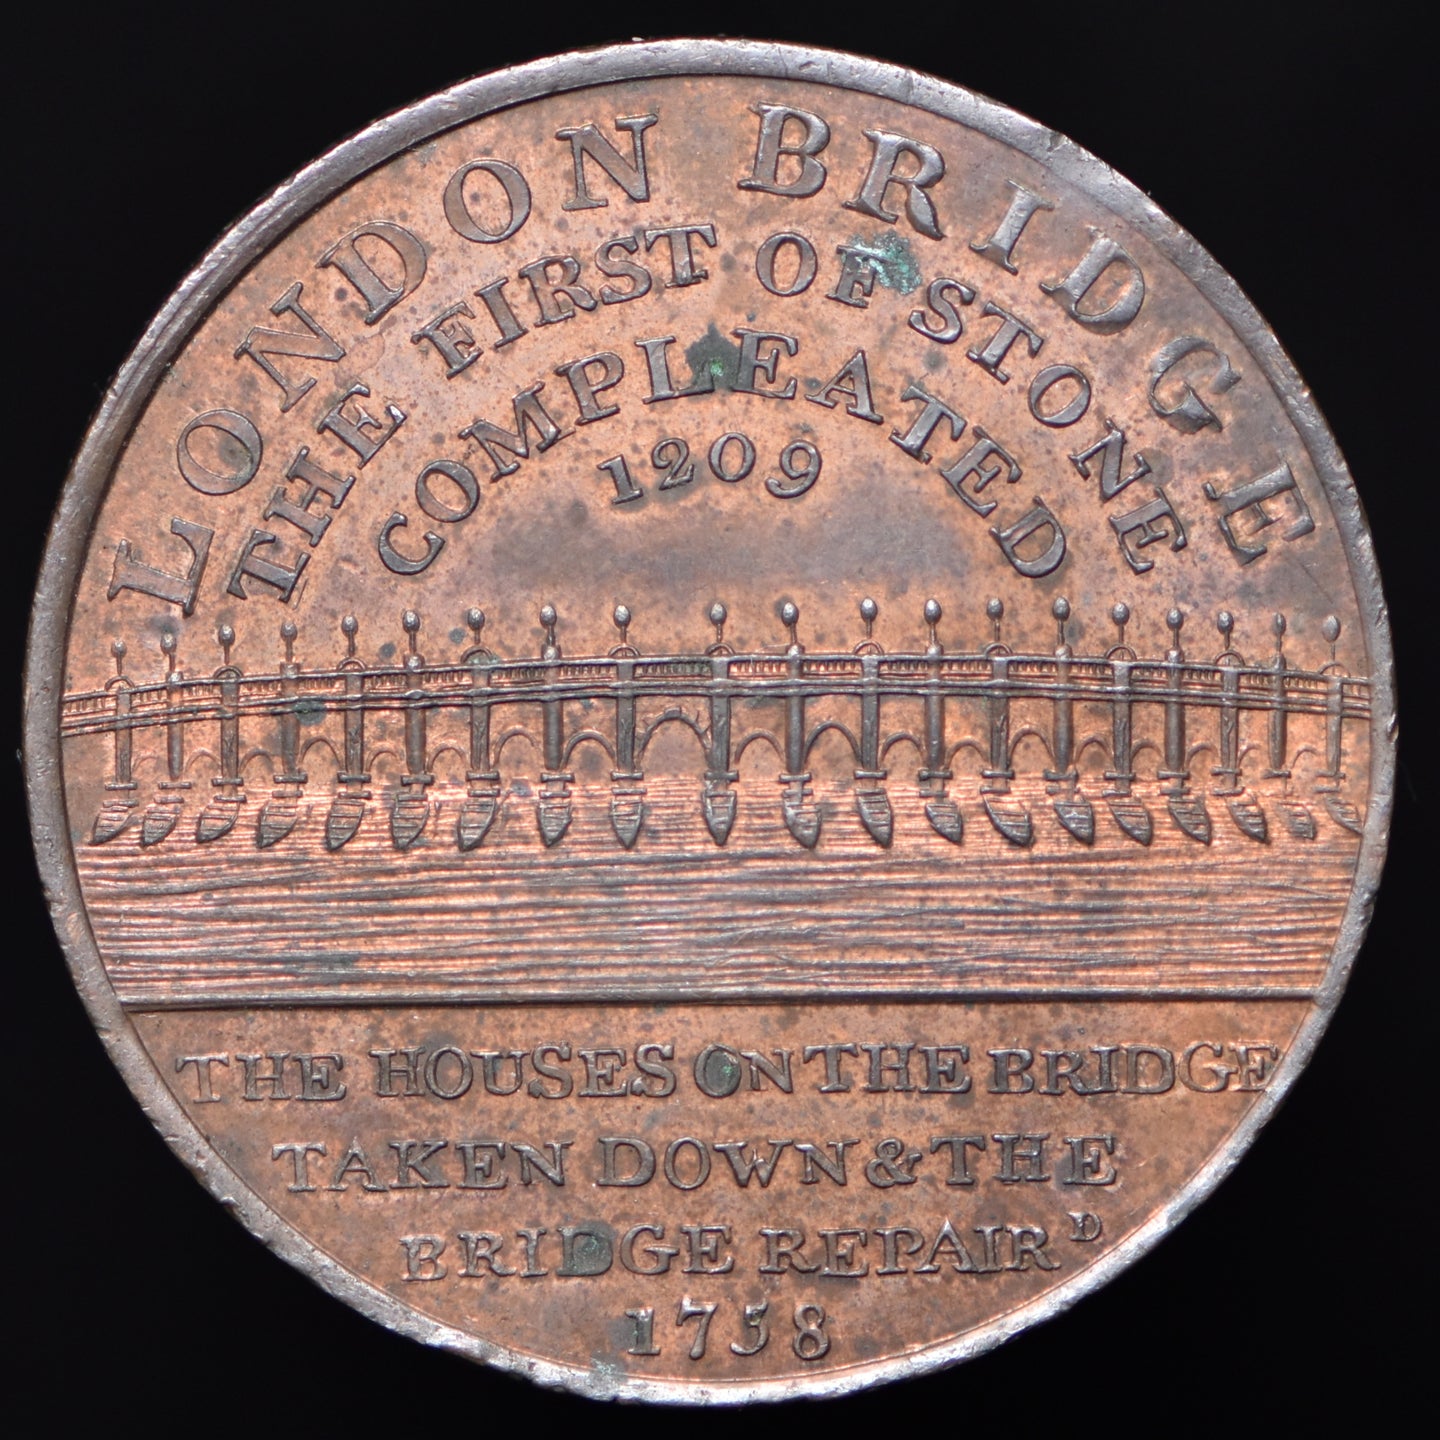 LONDON BRIDGE
THE FIRST OF STONE
COMPLEATED
1209
THE HOUSES ON THE BRIDGE
TAKEN DOWN & THE
BRIDGE REPAIRD
1758